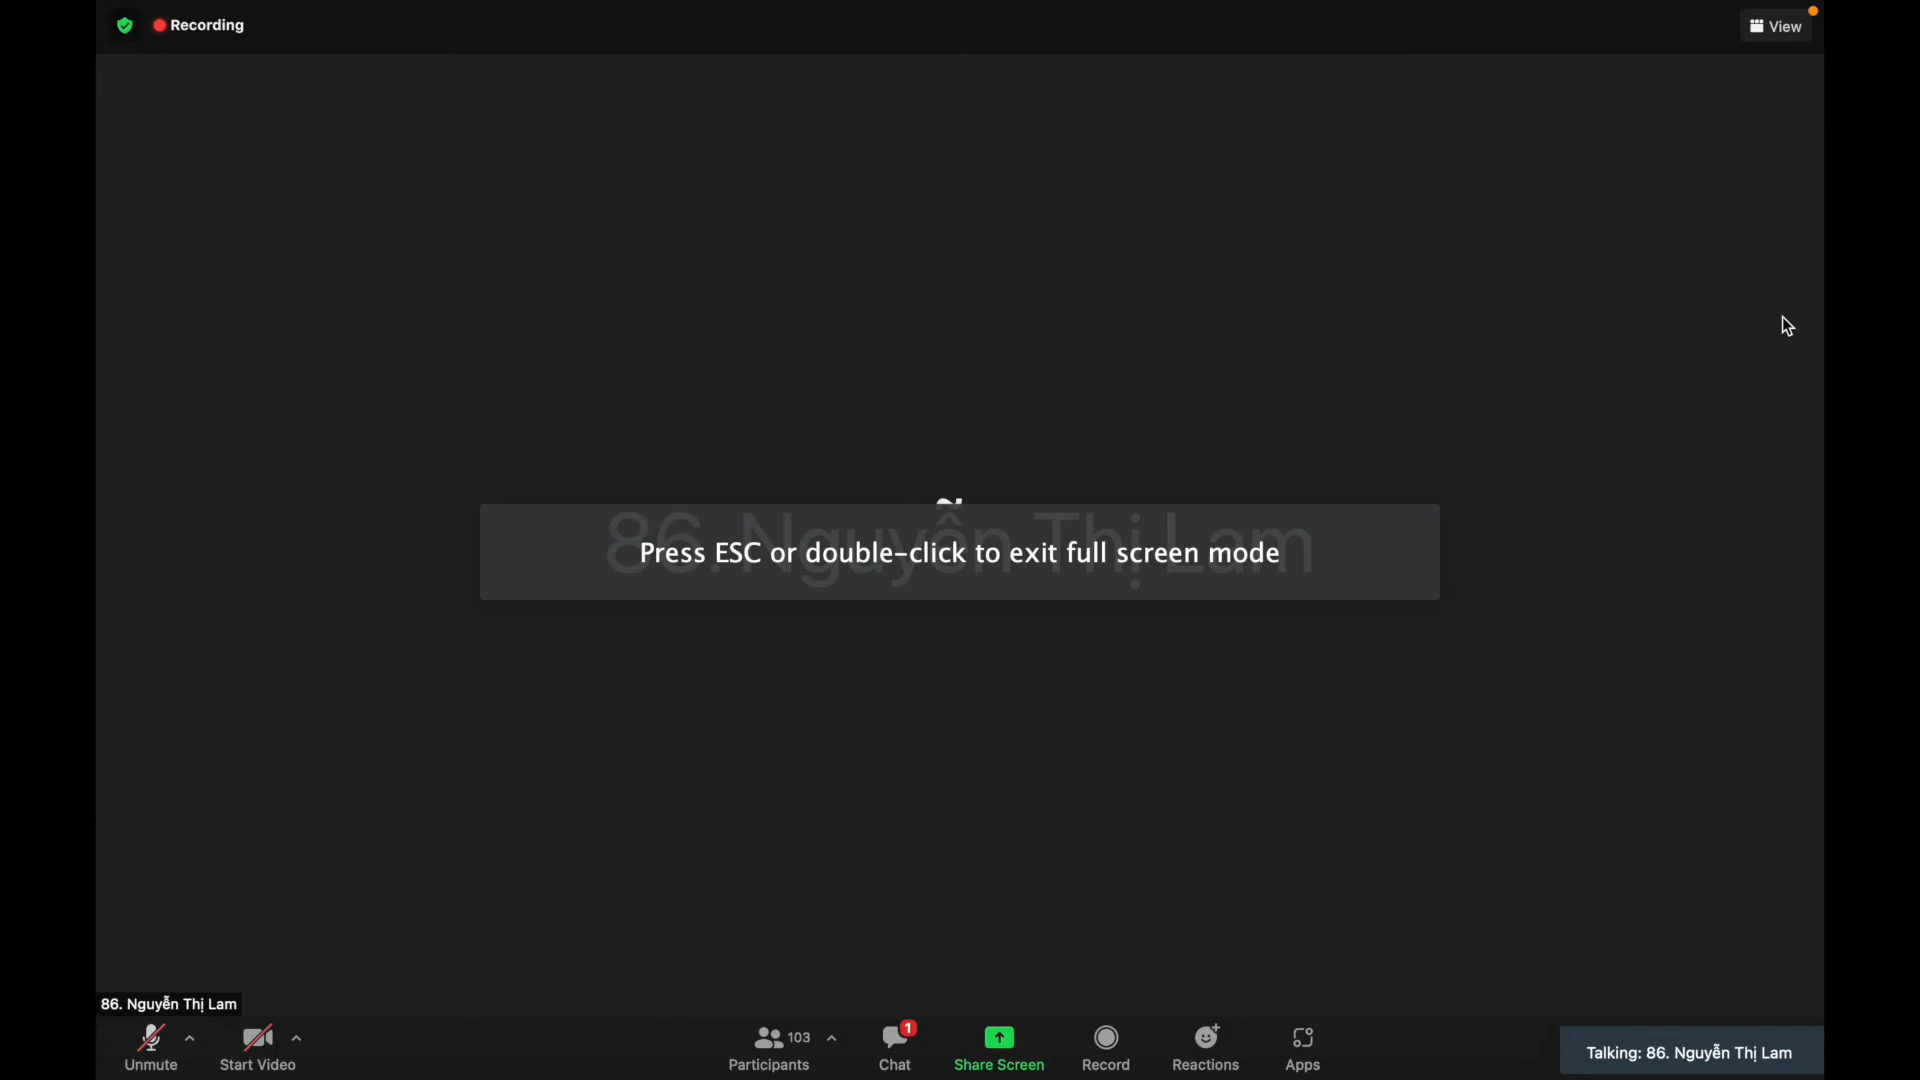 Recording
View
86. Nguyễn Thị Lam
Press ESC or double-click to exit full screen mode
86. Nguyễn Thị Lam
Unmute
Start Video
103
Participants
1
Chat
Share Screen
Record
Reactions
Apps
Talking: 86. Nguyễn Thị Lam